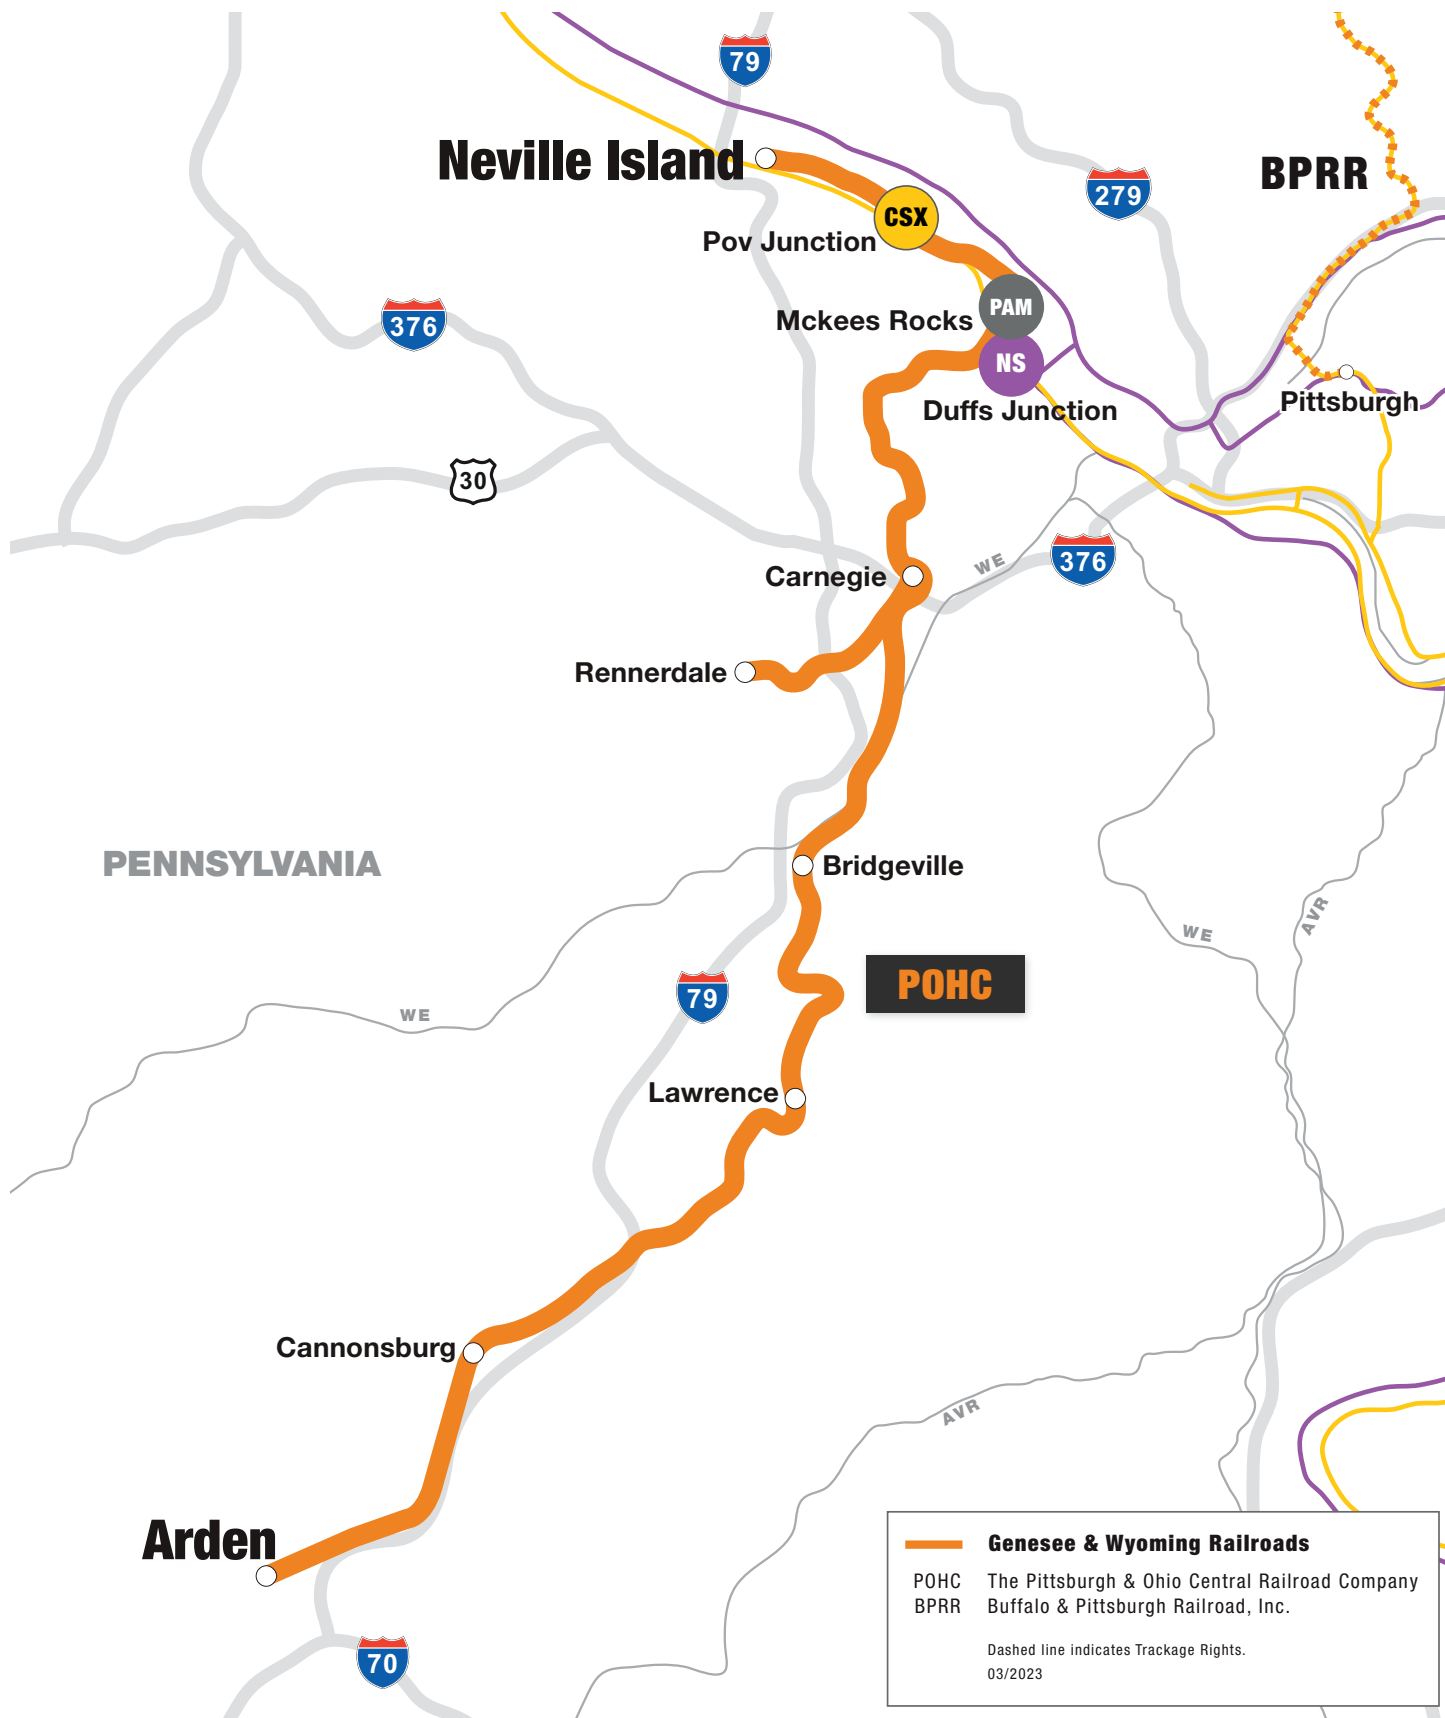 79
Neville Island
BPRR
279
CSX
Pov Junction
PAM
Mckees Rocks
376
NS
Pittsburgh
Duffs Junction
30
WE
376
Carnegie
Rennerdale
PENNSYLVANIA
Bridgeville
AVR
WE
POHC
79
WE
Lawrence
Cannonsburg
AVR
Arden
70
Genesee & Wyoming Railroads
POHC The Pittsburgh & Ohio Central Railroad Company
BPRR Buffalo & Pittsburgh Railroad, Inc.
Dashed line indicates Trackage Rights.
03/2023